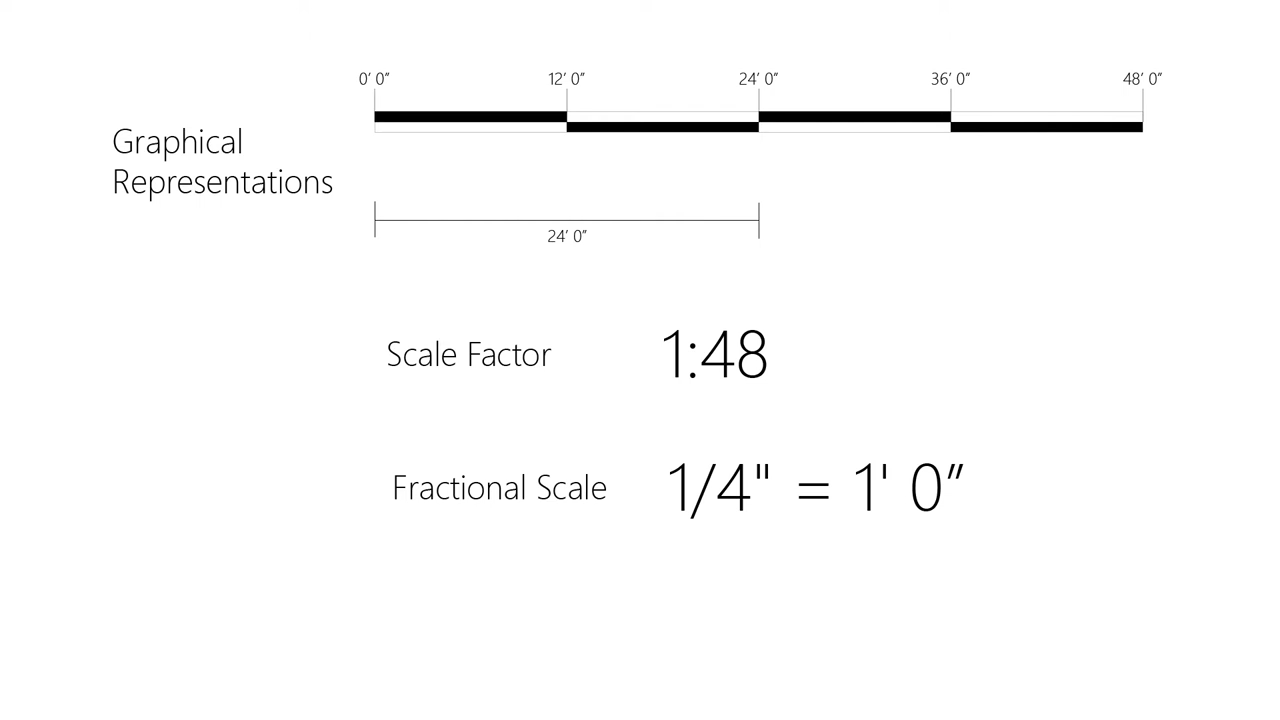 0' 0” 12' 0” 24' 0” 36' 0” 48' 0”
Graphical
Representations
24' 0”
Scale Factor 1:48
Fractional Scale 1/4" = 1' 0”